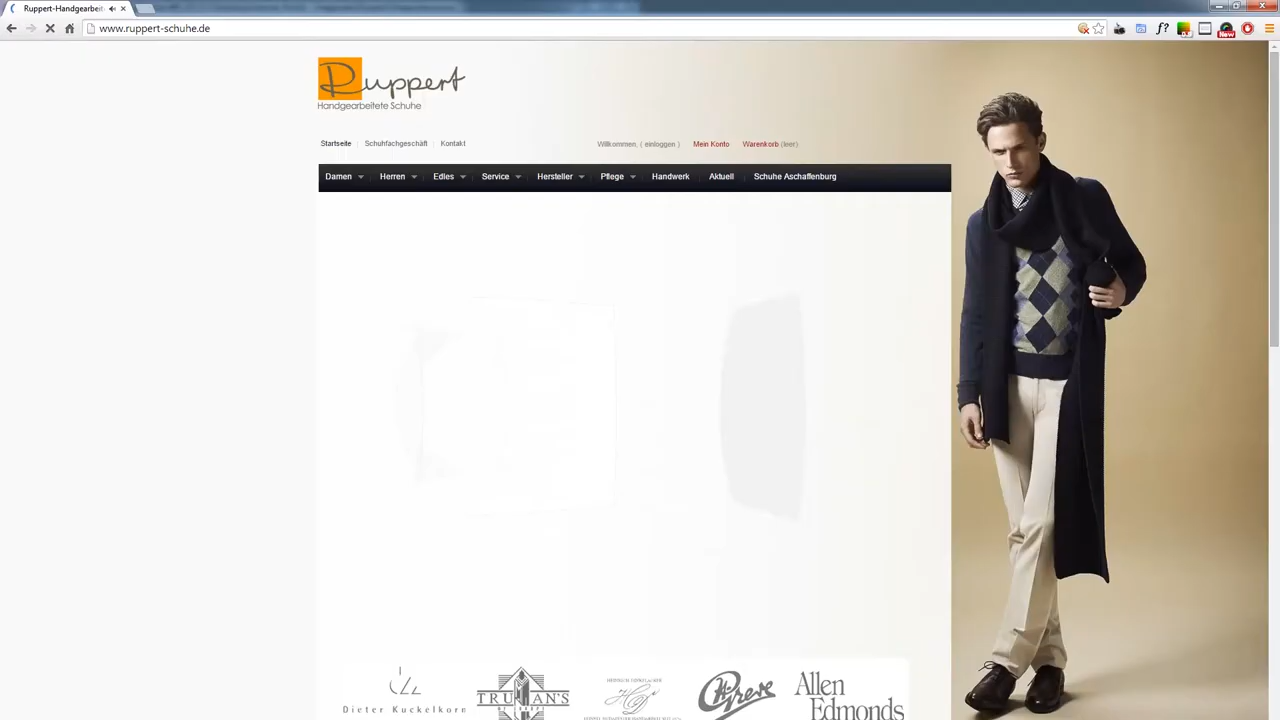 Ruppert-Handgearbeit
www.ruppert-schuhe.de
New
Ruppert
Handgearbeitete Schuhe
Startseite
Schuhfachgeschäft
Kontakt
Willkommen, ( einloggen )
Mein Konto
Warenkorb (leer)
Damen
Herren
Edles
Service
Hersteller
Pflege
Handwerk
Aktuell
Schuhe Aschaffenburg
Dieter Kuckelkorn
TRUMAN'S
Allen
Edmonds